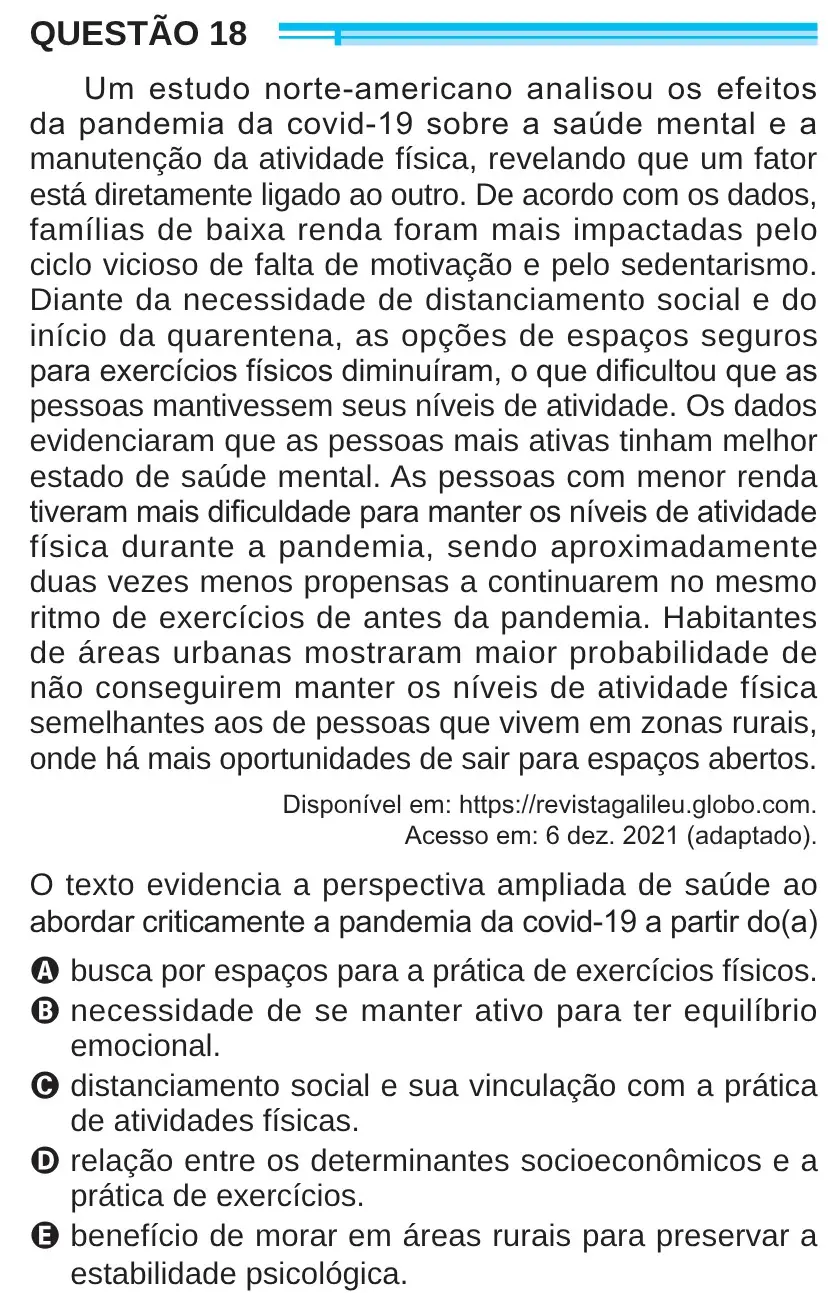 QUESTÃO 18
Um estudo norte-americano analisou os efeitos
da pandemia da covid-19 sobre a saúde mental e a
manutenção da atividade física, revelando que um fator
está diretamente ligado ao outro. De acordo com os dados,
famílias de baixa renda foram mais impactadas pelo
ciclo vicioso de falta de motivação e pelo sedentarismo.
Diante da necessidade de distanciamento social e do
início da quarentena, as opções de espaços seguros
para exercícios físicos diminuíram, o que dificultou que as
pessoas mantivessem seus níveis de atividade. Os dados
evidenciaram que as pessoas mais ativas tinham melhor
estado de saúde mental. As pessoas com menor renda
tiveram mais dificuldade para manter os níveis de atividade
física durante a pandemia, sendo aproximadamente
duas vezes menos propensas a continuarem no mesmo
ritmo de exercícios de antes da pandemia. Habitantes
de áreas urbanas mostraram maior probabilidade de
não conseguirem manter os níveis de atividade física
semelhantes aos de pessoas que vivem em zonas rurais,
onde há mais oportunidades de sair para espaços abertos.
Disponível em: https://revistagalileu.globo.com.
Acesso em: 6 dez. 2021 (adaptado).
O texto evidencia a perspectiva ampliada de saúde ao
abordar criticamente a pandemia da covid-19 a partir do(a)
A busca por espaços para a prática de exercícios físicos.
B necessidade de se manter ativo para ter equilíbrio
emocional.
C distanciamento social e sua vinculação com a prática
de atividades físicas.
D relação entre os determinantes socioeconômicos e a
prática de exercícios.
E benefício de morar em áreas rurais para preservar a
estabilidade psicológica.